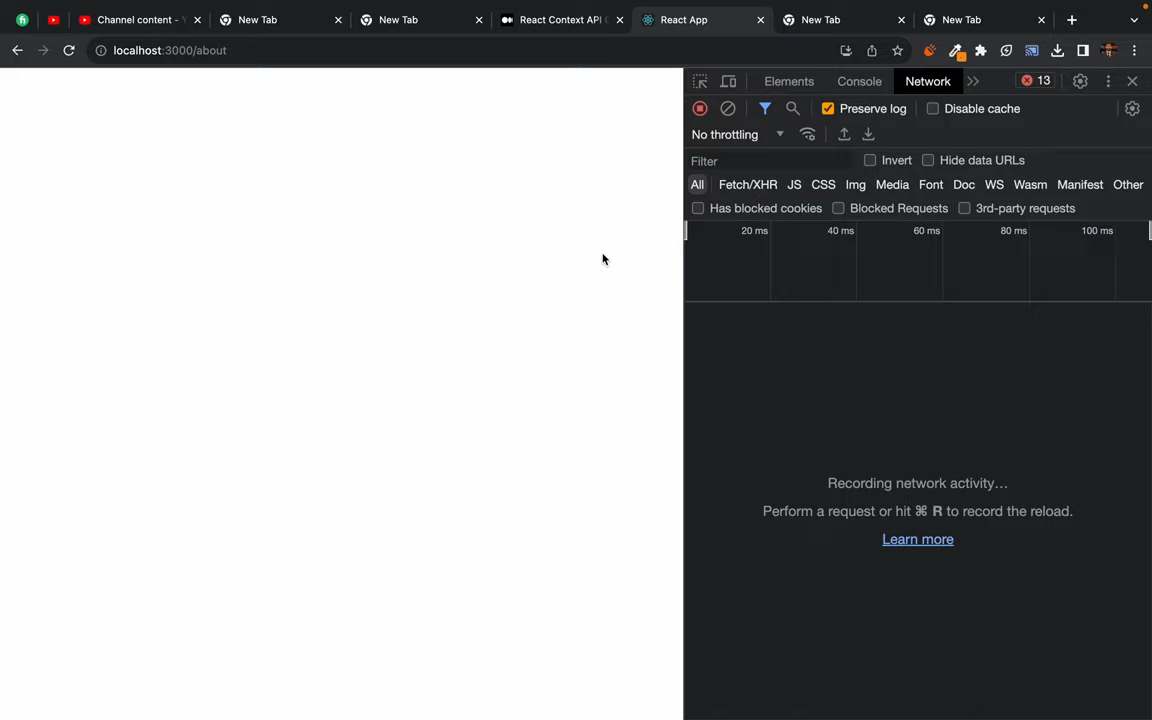 Channel content - Y
New Tab
New Tab
React Context API C
React App
New Tab
New Tab
localhost:3000/about
Elements
Console
Network
13
Preserve log
Disable cache
No throttling
Filter
Invert
Hide data URLs
All
Fetch/XHR
JS
CSS
Img
Media
Font
Doc
WS
Wasm
Manifest
Other
Has blocked cookies
Blocked Requests
3rd-party requests
20 ms
40 ms
60 ms
80 ms
100 ms
Recording network activity…
Perform a request or hit ⌘ R to record the reload.
Learn more